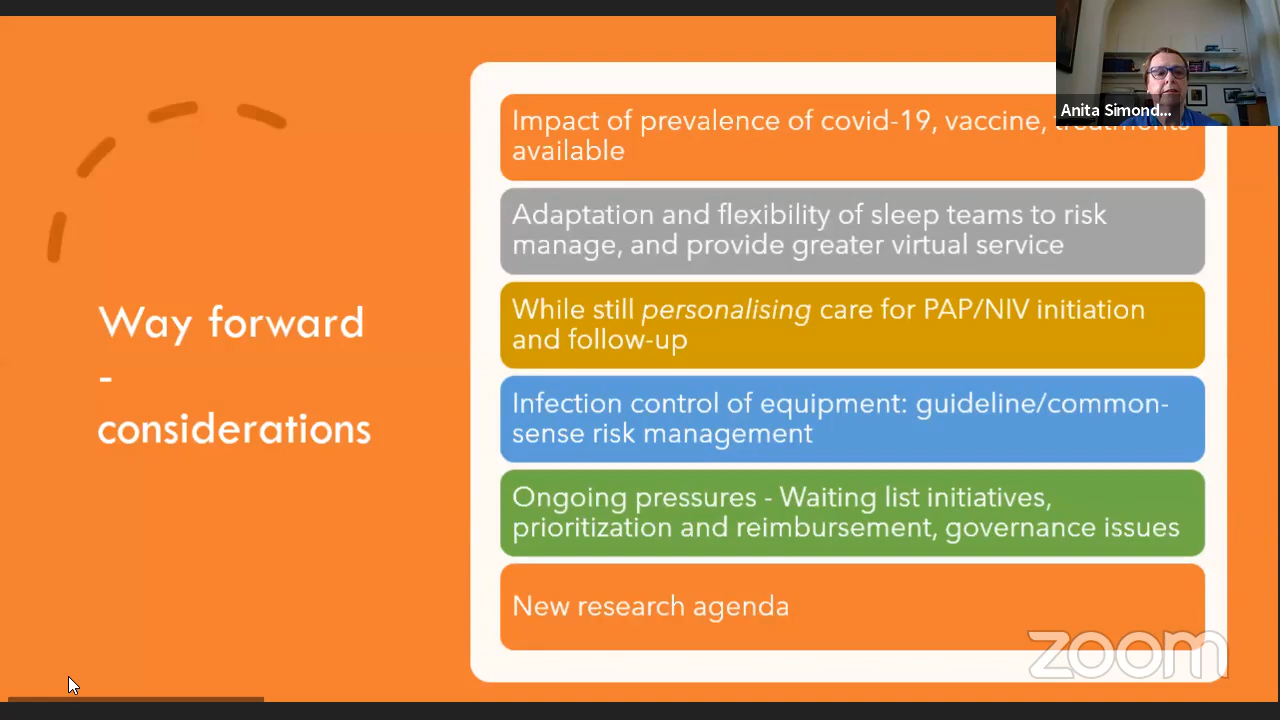 Anita Simond...
Impact of prevalence of covid-19, vaccine, treatments
available
Adaptation and flexibility of sleep teams to risk
manage, and provide greater virtual service
While still personalising care for PAP/NIV initiation
and follow-up
Way forward
-
considerations
Infection control of equipment: guideline/common-
sense risk management
Ongoing pressures - Waiting list initiatives,
prioritization and reimbursement, governance issues
New research agenda
zoom